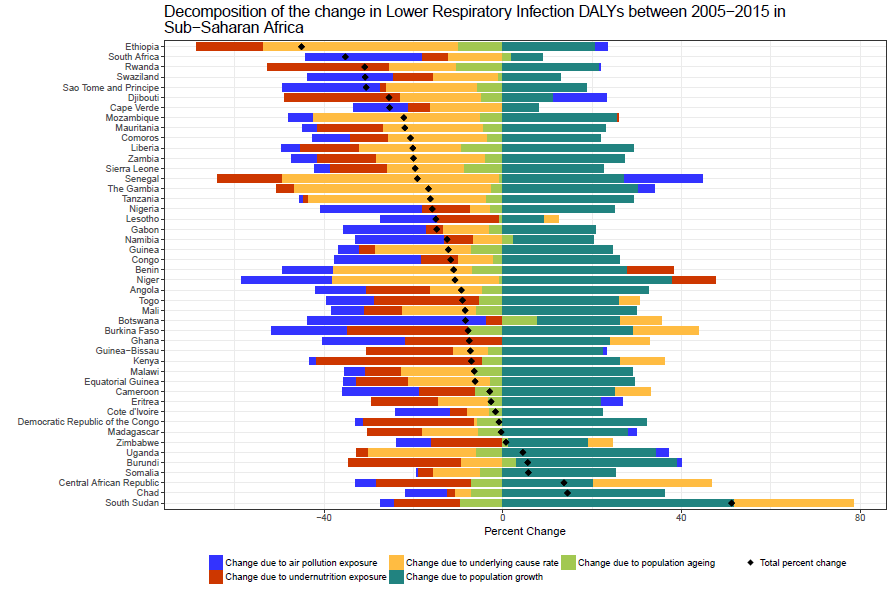 Decomposition of the change in Lower Respiratory Infection DALYs between 2005−2015 in
Sub−Saharan Africa
Ethiopia
South Africa
Rwanda
Swaziland
Sao Tome and Principe
Djibouti
Cape Verde
Mozambique
Mauritania
Comoros
Liberia
Zambia
Sierra Leone
Senegal
The Gambia
Tanzania
Nigeria
Lesotho
Gabon
Namibia
Guinea
Congo
Benin
Niger
Angola
Togo
Mali
Botswana
Burkina Faso
Ghana
Guinea−Bissau
Kenya
Malawi
Equatorial Guinea
Cameroon
Eritrea
Cote d'Ivoire
Democratic Republic of the Congo
Madagascar
Zimbabwe
Uganda
Burundi
Somalia
Central African Republic
Chad
South Sudan
−40 0 40 80
Percent Change
Change due to air pollution exposure Change due to underlying cause rate Change due to population ageing Total percent change
Change due to undernutrition exposure Change due to population growth